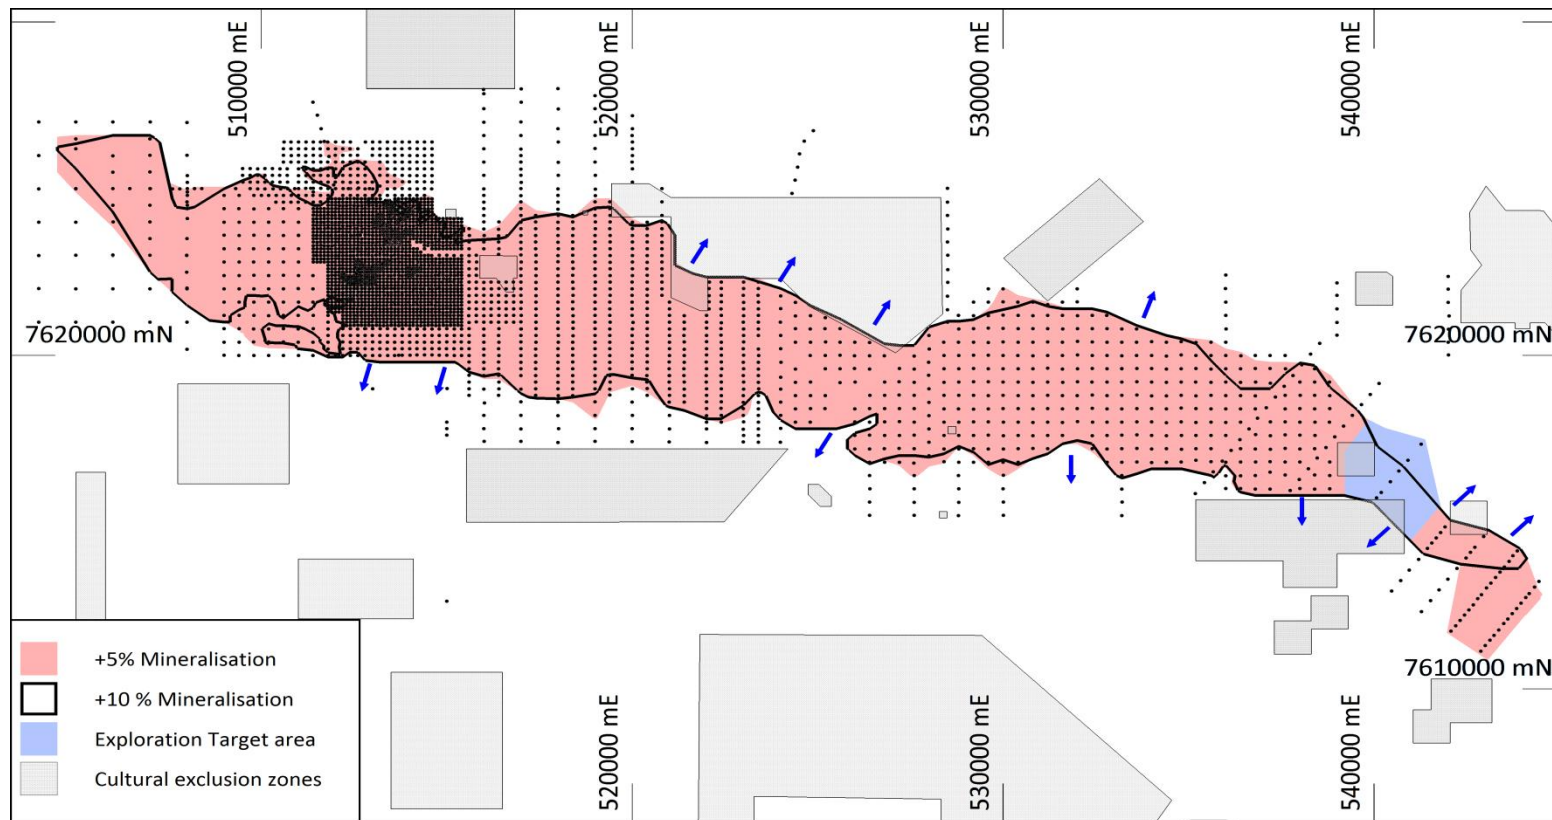 510000 mE
520000 mE
530000 mE
540000 mE
7620000 mN
7620000 mN
+5% Mineralisation
+10 % Mineralisation
Exploration Target area
Cultural exclusion zones
7610000 mN
520000 mE
530000 mE
540000 mE